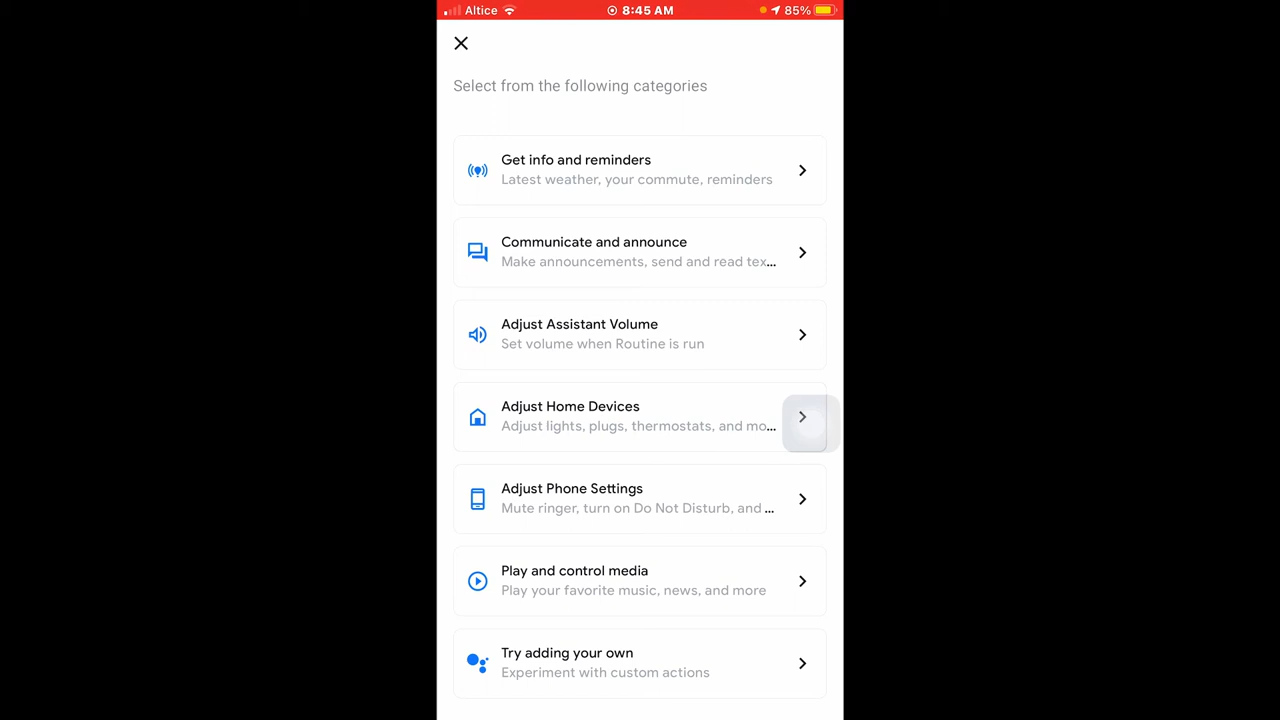 Altice 8:45 AM 85%
Select from the following categories
Get info and reminders
Latest weather, your commute, reminders
Communicate and announce
Make announcements, send and read tex...
Adjust Assistant Volume
Set volume when Routine is run
Adjust Home Devices
Adjust lights, plugs, thermostats, and mo...
Adjust Phone Settings
Mute ringer, turn on Do Not Disturb, and ...
Play and control media
Play your favorite music, news, and more
Try adding your own
Experiment with custom actions